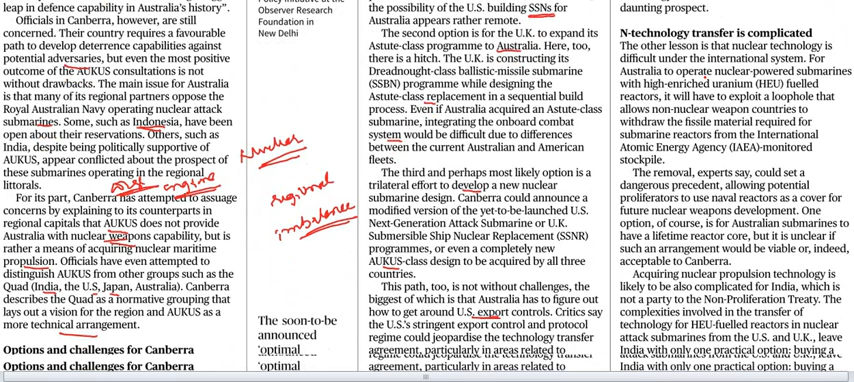 leap in defence capability in Australia's history".
Officials in Canberra, however, are still
concerned. Their country requires a favourable
path to develop deterrence capabilities against
potential adversaries, but even the most positive
outcome of the AUKUS consultations is not
without drawbacks. The main issue for Australia
is that many of its regional partners oppose the
Royal Australian Navy operating nuclear attack
submarines. Some, such as Indonesia, have been
open about their reservations. Others, such as
India, despite being politically supportive of
AUKUS, appear conflicted about the prospect of
these submarines operating in the regional
littorals.
For its part, Canberra has attempted to assuage
concerns by explaining to its counterparts in
regional capitals that AUKUS does not provide
Australia with nuclear weapons capability, but is
rather a means of acquiring nuclear maritime
propulsion. Officials have even attempted to
distinguish AUKUS from other groups such as the
Quad (India, the U.S, Japan, Australia). Canberra
describes the Quad as a normative grouping that
lays out a vision for the region and AUKUS as a
more technical arrangement.
Options and challenges for Canberra
Options and challenges for Canberra
Observer Research
Foundation in
New Delhi
Nuclear
regional
imbalance
The soon-to-be
announced
'optimal
'optimal
the possibility of the U.S. building SSNs for
Australia appears rather remote.
The second option is for the U.K. to expand its
Astute-class programme to Australia. Here, too,
there is a hitch. The U.K. is constructing its
Dreadnought-class ballistic-missile submarine
(SSBN) programme while designing the
Astute-class replacement in a sequential build
process. Even if Australia acquired an Astute-class
submarine, integrating the onboard combat
system would be difficult due to differences
between the current Australian and American
fleets.
The third and perhaps most likely option is a
trilateral effort to develop a new nuclear
submarine design. Canberra could announce a
modified version of the yet-to-be-launched U.S.
Next-Generation Attack Submarine or U.K.
Submersible Ship Nuclear Replacement (SSNR)
programmes, or even a completely new
AUKUS-class design to be acquired by all three
countries.
This path, too, is not without challenges, the
biggest of which is that Australia has to figure out
how to get around U.S. export controls. Critics say
the U.S.'s stringent export control and protocol
regime could jeopardise the technology transfer
agreement, particularly in areas related to
regime could jeopardise the technology transfer
agreement, particularly in areas related to
daunting prospect.
N-technology transfer is complicated
The other lesson is that nuclear technology is
difficult under the international system. For
Australia to operate nuclear-powered submarines
with high-enriched uranium (HEU) fuelled
reactors, it will have to exploit a loophole that
allows non-nuclear weapon countries to
withdraw the fissile material required for
submarine reactors from the International
Atomic Energy Agency (IAEA)-monitored
stockpile.
The removal, experts say, could set a
dangerous precedent, allowing potential
proliferators to use naval reactors as a cover for
future nuclear weapons development. One
option, of course, is for Australian submarines to
have a lifetime reactor core, but it is unclear if
such an arrangement would be viable or, indeed,
acceptable to Canberra.
Acquiring nuclear propulsion technology is
likely to be also complicated for India, which is
not a party to the Non-Proliferation Treaty. The
complexities involved in the transfer of
technology for HEU-fuelled reactors in nuclear
attack submarines from the U.S. and U.K., leave
India with only one practical option: buying a
attack submarines from the U.S. and U.K., leave
India with only one practical option: buying a